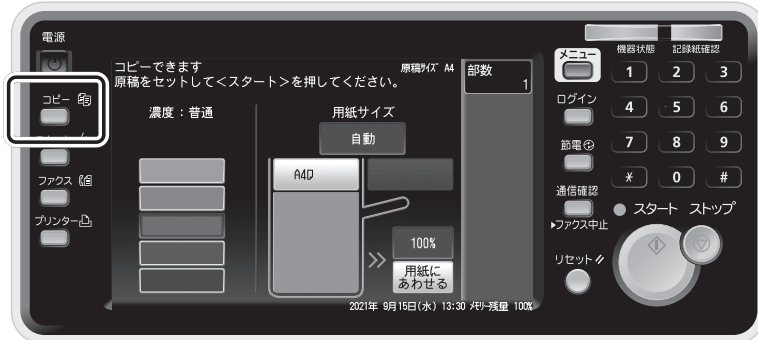 電源
コピー
ファクス
プリンター
コピーできます
原稿をセットして<スタート>を押してください。
原稿ｻｲｽﾞ A4
部数
1
濃度：普通
用紙サイズ
自動
A4
100%
用紙に
あわせる
2021年 9月15日(水) 13:30 ﾒﾓﾘｰ残量 100%
機器状態 記録紙確認
メニュー
ログイン
節電
通信確認
▶ファクス中止
リセット
1 2 3
4 5 6
7 8 9
* 0 #
スタート ストップ